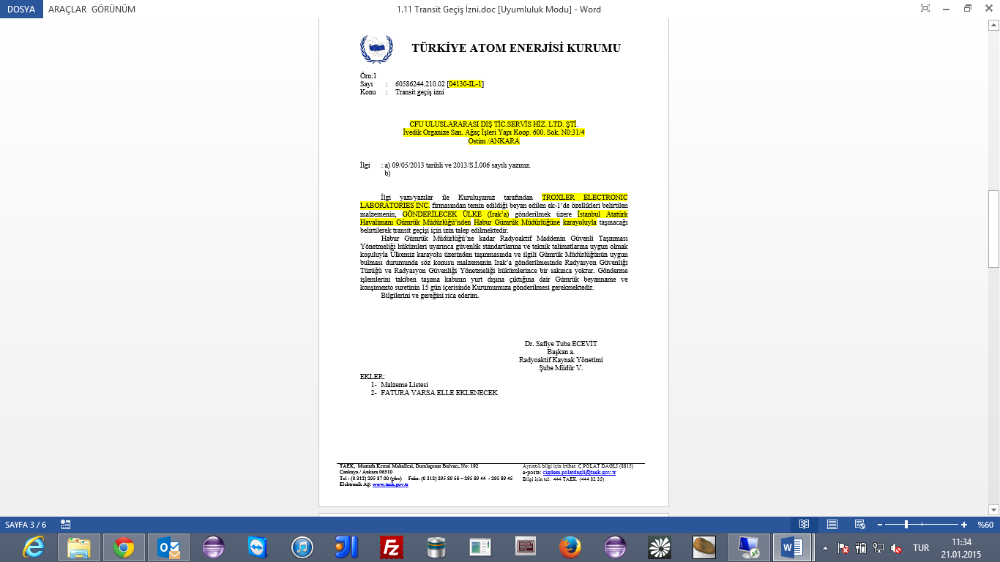 DOSYA ARAÇLAR GÖRÜNÜM
1.11 Transit Geçiş İzni.doc [Uyumluluk Modu] - Word
TÜRKİYE ATOM ENERJİSİ KURUMU
Örn:1
Sayı : 60586244.210.02 [04130-IL-1]
Konu : Transit geçiş izni
CFU ULUSLARARASI DIŞ TİC.SERVİS HİZ. LTD. ŞTİ.
İvedik Organize San. Ağaç İşleri Yapı Koop. 600. Sok. N0:31/4
Ostim /ANKARA
İlgi : a) 09/05/2013 tarihli ve 2013/S.İ.006 sayılı yazınız.
b)
İlgi yazı/yazılar ile Kuruluşunuz tarafından TROXLER ELECTRONIC
LABORATORIES INC. firmasından temin edildiği beyan edilen ek-1’de özellikleri belirtilen
malzemenin, GÖNDERİLECEK ÜLKE (Irak’a) gönderilmek üzere İstanbul Atatürk
Havalimanı Gümrük Müdürlüğü’nden Habur Gümrük Müdürlüğüne karayoluyla taşınacağı
belirtilerek transit geçişi için izin talep edilmektedir.
Habur Gümrük Müdürlüğü’ne kadar Radyoaktif Maddenin Güvenli Taşınması
Yönetmeliği hükümleri uyarınca güvenlik standartlarına ve teknik talimatlarına uygun olmak
koşuluyla Ülkemiz karayolu üzerinden taşınmasında ve ilgili Gümrük Müdürlüğünün uygun
bulması durumunda söz konusu malzemenin Irak’a gönderilmesinde Radyasyon Güvenliği
Tüzüğü ve Radyasyon Güvenliği Yönetmeliği hükümlerince bir sakınca yoktur. Gönderme
işlemlerini takiben taşıma kabının yurt dışına çıktığına dair Gümrük beyanname ve
konşimento suretinin 15 gün içerisinde Kurumumuza gönderilmesi gerekmektedir.
Bilgilerini ve gereğini rica ederim.
Dr. Safiye Tuba ECEVİT
Başkan a.
Radyoaktif Kaynak Yönetimi
Şube Müdür V.
EKLER:
1- Malzeme Listesi
2- FATURA VARSA ELLE EKLENECEK
TAEK, Mustafa Kemal Mahallesi, Dumlupınar Bulvarı, No: 192
Çankaya / Ankara 06510
Tel : (0 312) 295 87 00 (pbx) Faks: (0 312) 295 89 56 – 295 89 44 - 295 89 45
Elektronik Ağ: www.taek.gov.tr
Ayrıntılı bilgi için irtibat: Ç.POLAT DAĞLI (8815)
e-posta: cigdem.polatdagli@taek.gov.tr
Bilgi için tel: 444 TAEK (444 82 35)
SAYFA 3 / 6
%60
TUR
11:34
21.01.2015